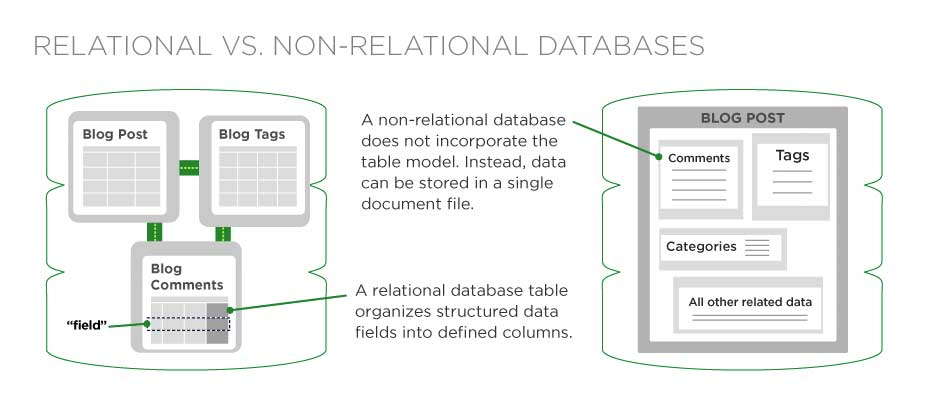 RELATIONAL VS. NON-RELATIONAL DATABASES
Blog Post
Blog Tags
Blog
Comments
“field”
A non-relational database
does not incorporate the
table model. Instead, data
can be stored in a single
document file.
A relational database table
organizes structured data
fields into defined columns.
BLOG POST
Comments
Tags
Categories
All other related data